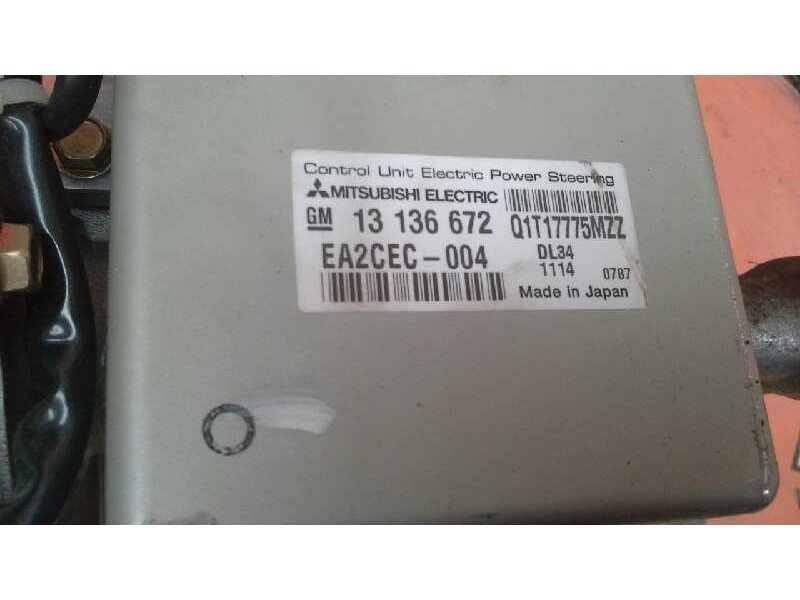 Control Unit Electric Power Steering
MITSUBISHI ELECTRIC
GM 13 136 672 Q1T17775MZZ
EA2CEC-004 DL34
1114 0787
Made in Japan